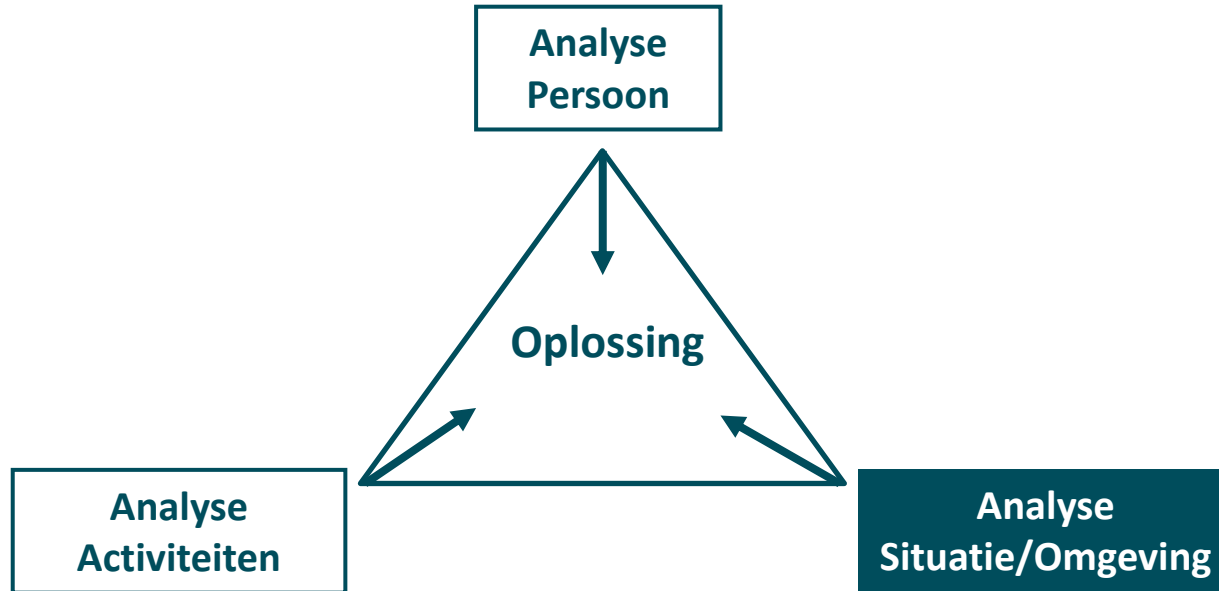 Analyse
Persoon
Oplossing
Analyse
Activiteiten
Analyse
Situatie/Omgeving